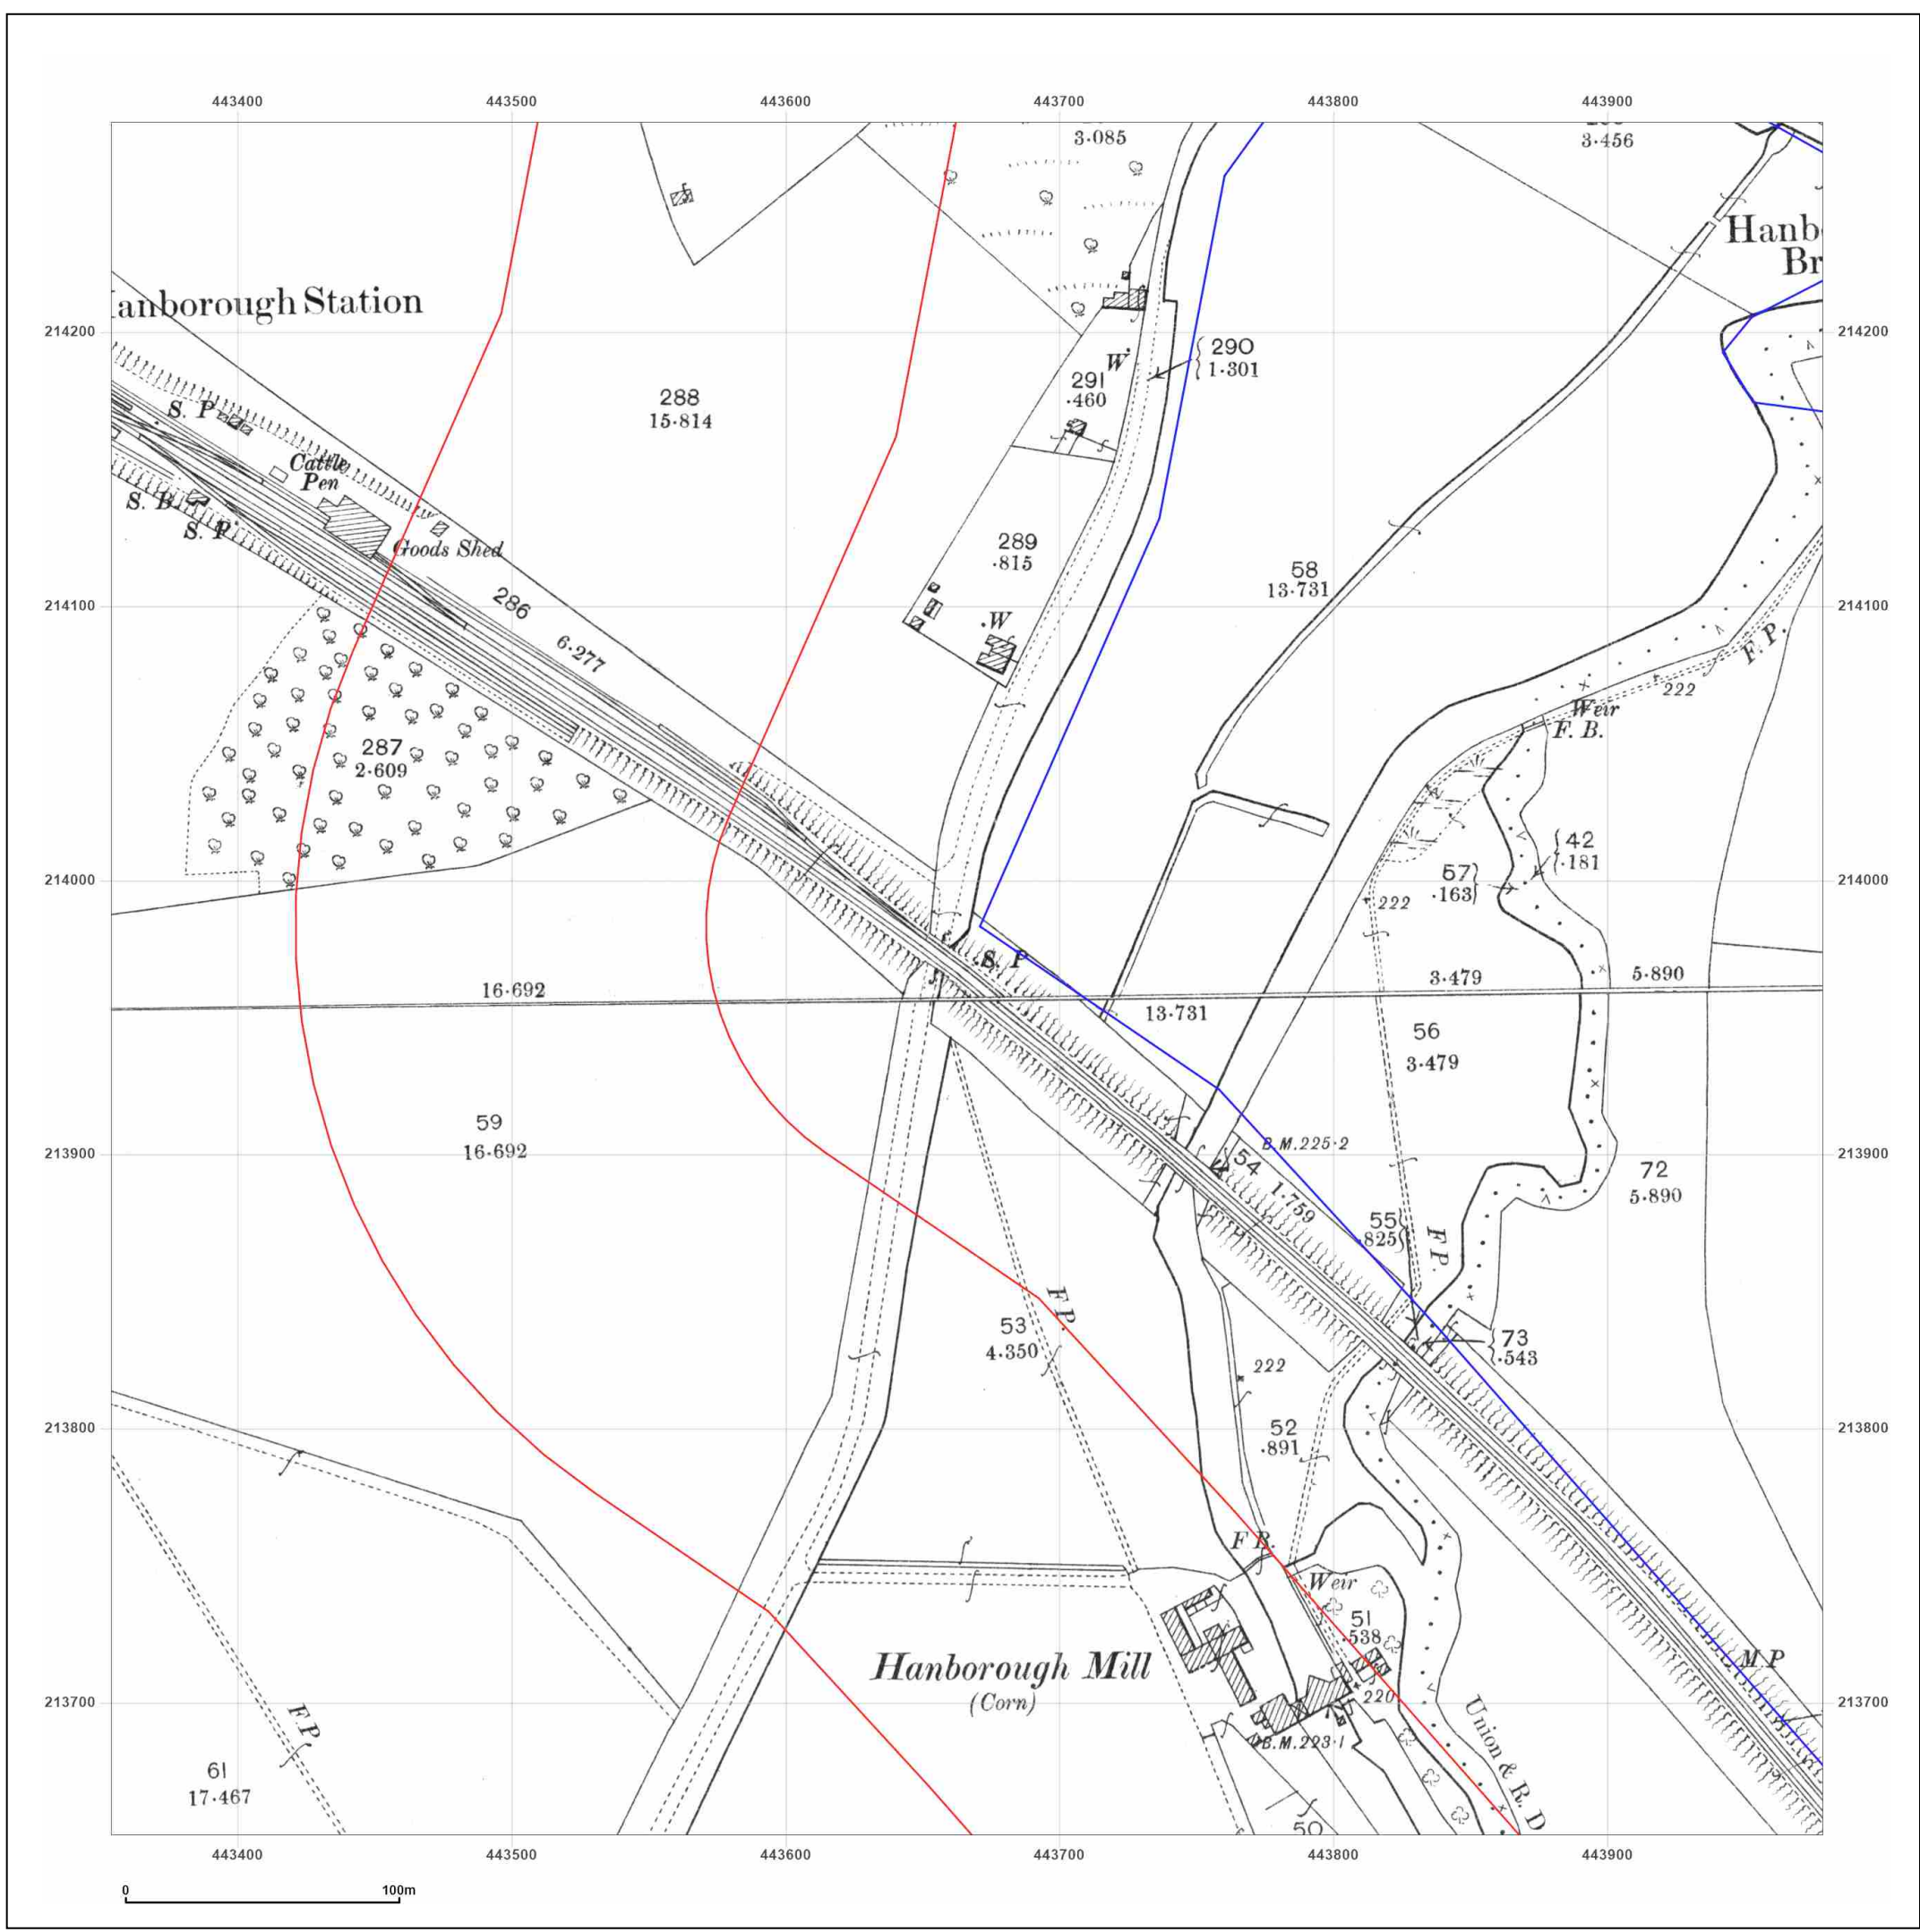 443400 443500 443600 443700 443800 443900
3·085
3·456
Hanb
Br
anborough Station
214200 214200
W
290
1·301
291
·460
288
15·814
S. P
Cattle
Pen
S. B.
S. P
Goods Shed
289
·815
58
13·731
286
6·277
214100 214100
W
F. P.
222
Weir
F. B.
287
2·609
42
·181
57
·163
214000 214000
222
S. P
16·692
3·479
5·890
13·731
56
3·479
59
16·692
B.M.225·2
213900 213900
54
1·759
72
5·890
55
825
F P.
F P.
53
4·350
73
·543
222
52
·891
213800 213800
F B.
Weir
51
538
Hanborough Mill
(Corn)
M.P
220
213700 213700
F P
B.M.223·1
Union & R. D
61
17·467
50
443400 443500 443600 443700 443800 443900
0 100m